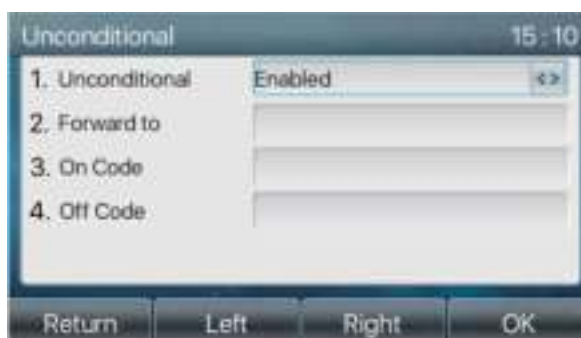 Unconditional 15:10
1. Unconditional Enabled
2. Forward to
3. On Code
4. Off Code
Return Left Right OK